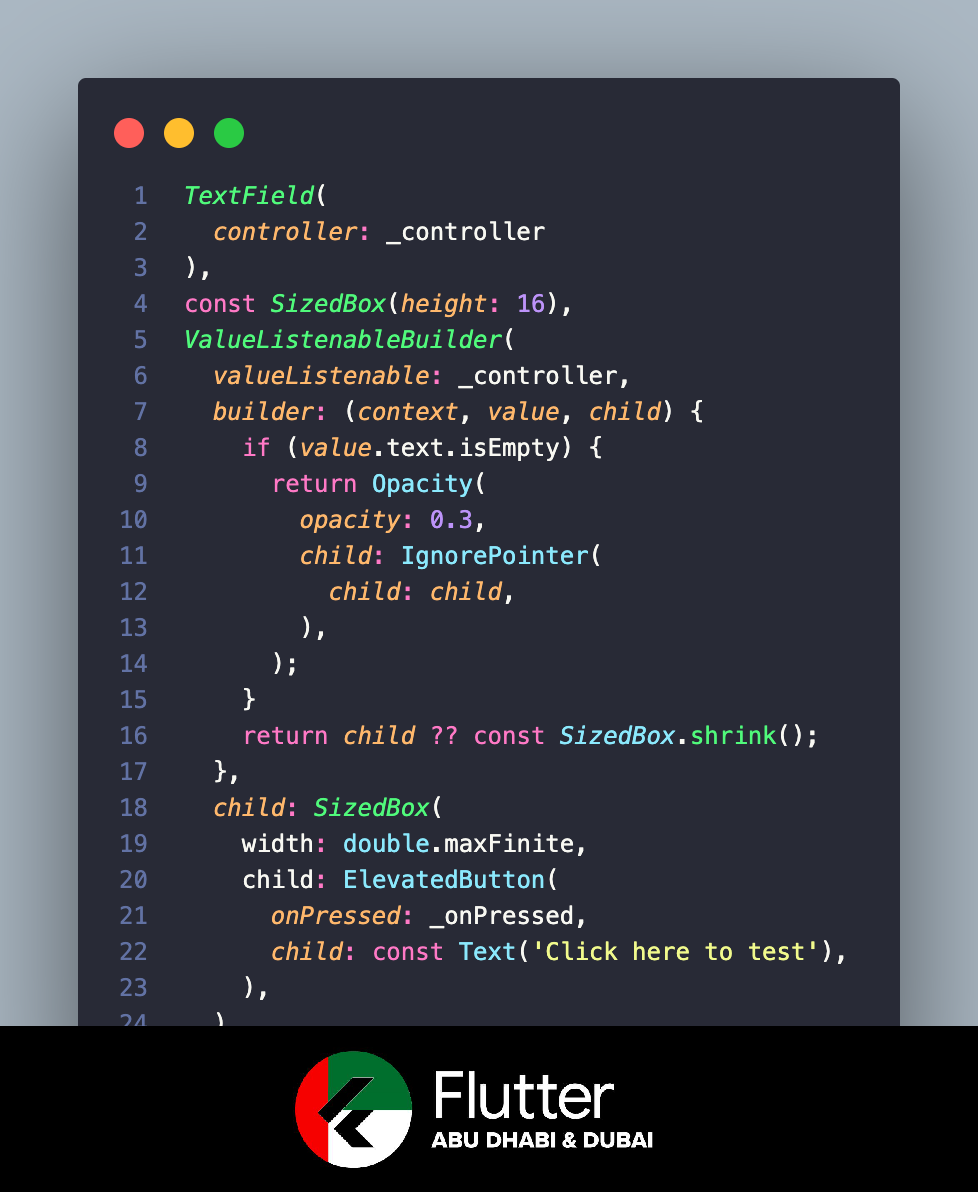 1 TextField(
2 controller: _controller
3 ),
4 const SizedBox(height: 16),
5 ValueListenableBuilder(
6 valueListenable: _controller,
7 builder: (context, value, child) {
8 if (value.text.isEmpty) {
9 return Opacity(
10 opacity: 0.3,
11 child: IgnorePointer(
12 child: child,
13 ),
14 );
15 }
16 return child ?? const SizedBox.shrink();
17 },
18 child: SizedBox(
19 width: double.maxFinite,
20 child: ElevatedButton(
21 onPressed: _onPressed,
22 child: const Text('Click here to test'),
23 ),
24 )
Flutter
ABU DHABI & DUBAI